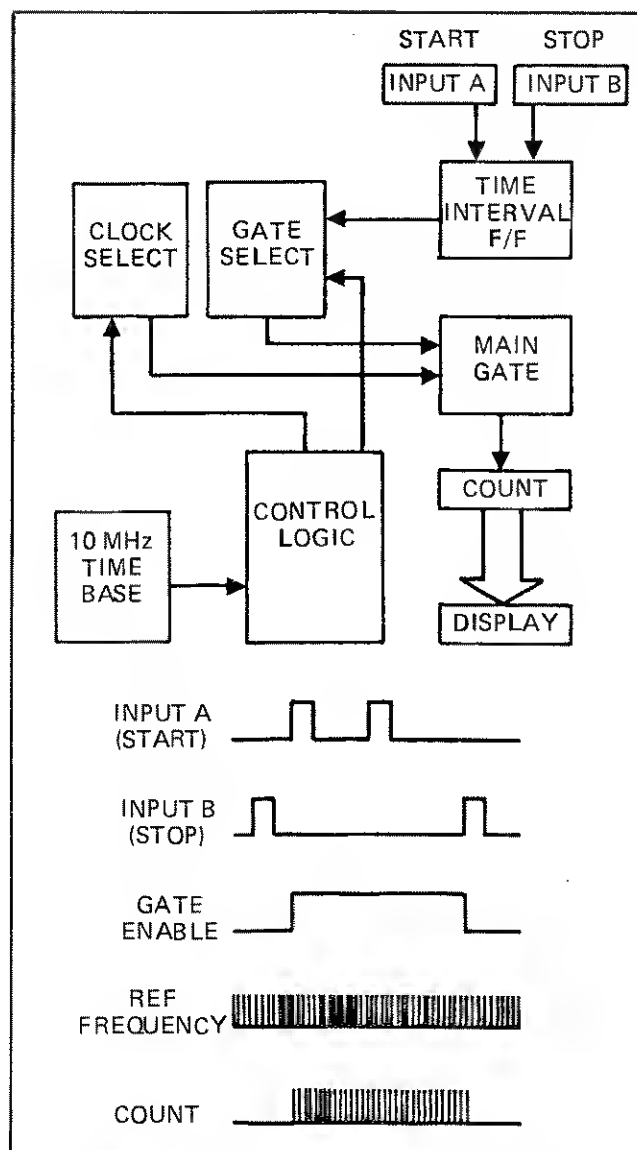 START
STOP
INPUT A
INPUT B
TIME
INTERVAL
F/F
CLOCK
SELECT
GATE
SELECT
MAIN
GATE
COUNT
CONTROL
LOGIC
10 MHz
TIME
BASE
DISPLAY
INPUT A
(START)
INPUT B
(STOP)
GATE
ENABLE
REF
FREQUENCY
COUNT